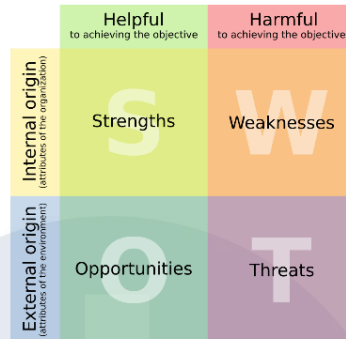 Helpful
to achieving the objective
Harmful
to achieving the objective
Internal origin
(attributes of the organization)
S
Strengths
W
Weaknesses
External origin
(attributes of the environment)
O
Opportunities
T
Threats